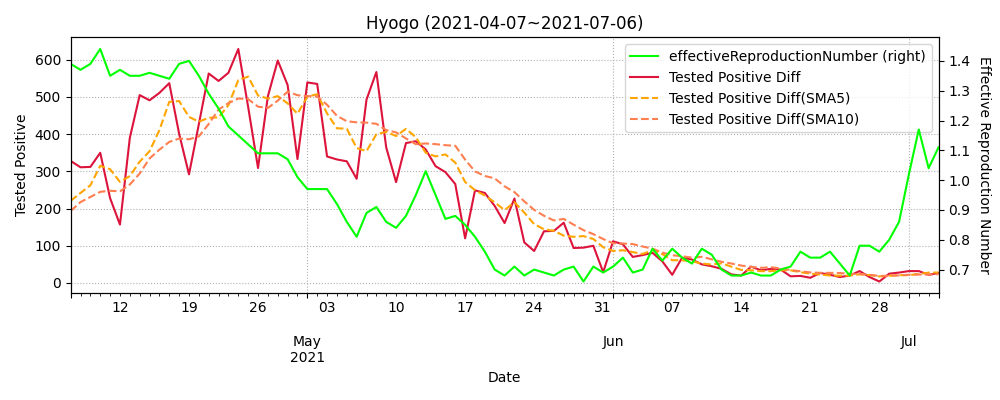 Hyogo (2021-04-07~2021-07-06)
effectiveReproductionNumber (right)
Tested Positive Diff
Tested Positive Diff(SMA5)
Tested Positive Diff(SMA10)
Tested Positive
600
500
400
300
200
100
0
1.4
1.3
1.2
1.1
1.0
0.9
0.8
0.7
Effective Reproduction Number
12 19 26 03 10 17 24 31 07 14 21 28
May Jun Jul
2021
Date